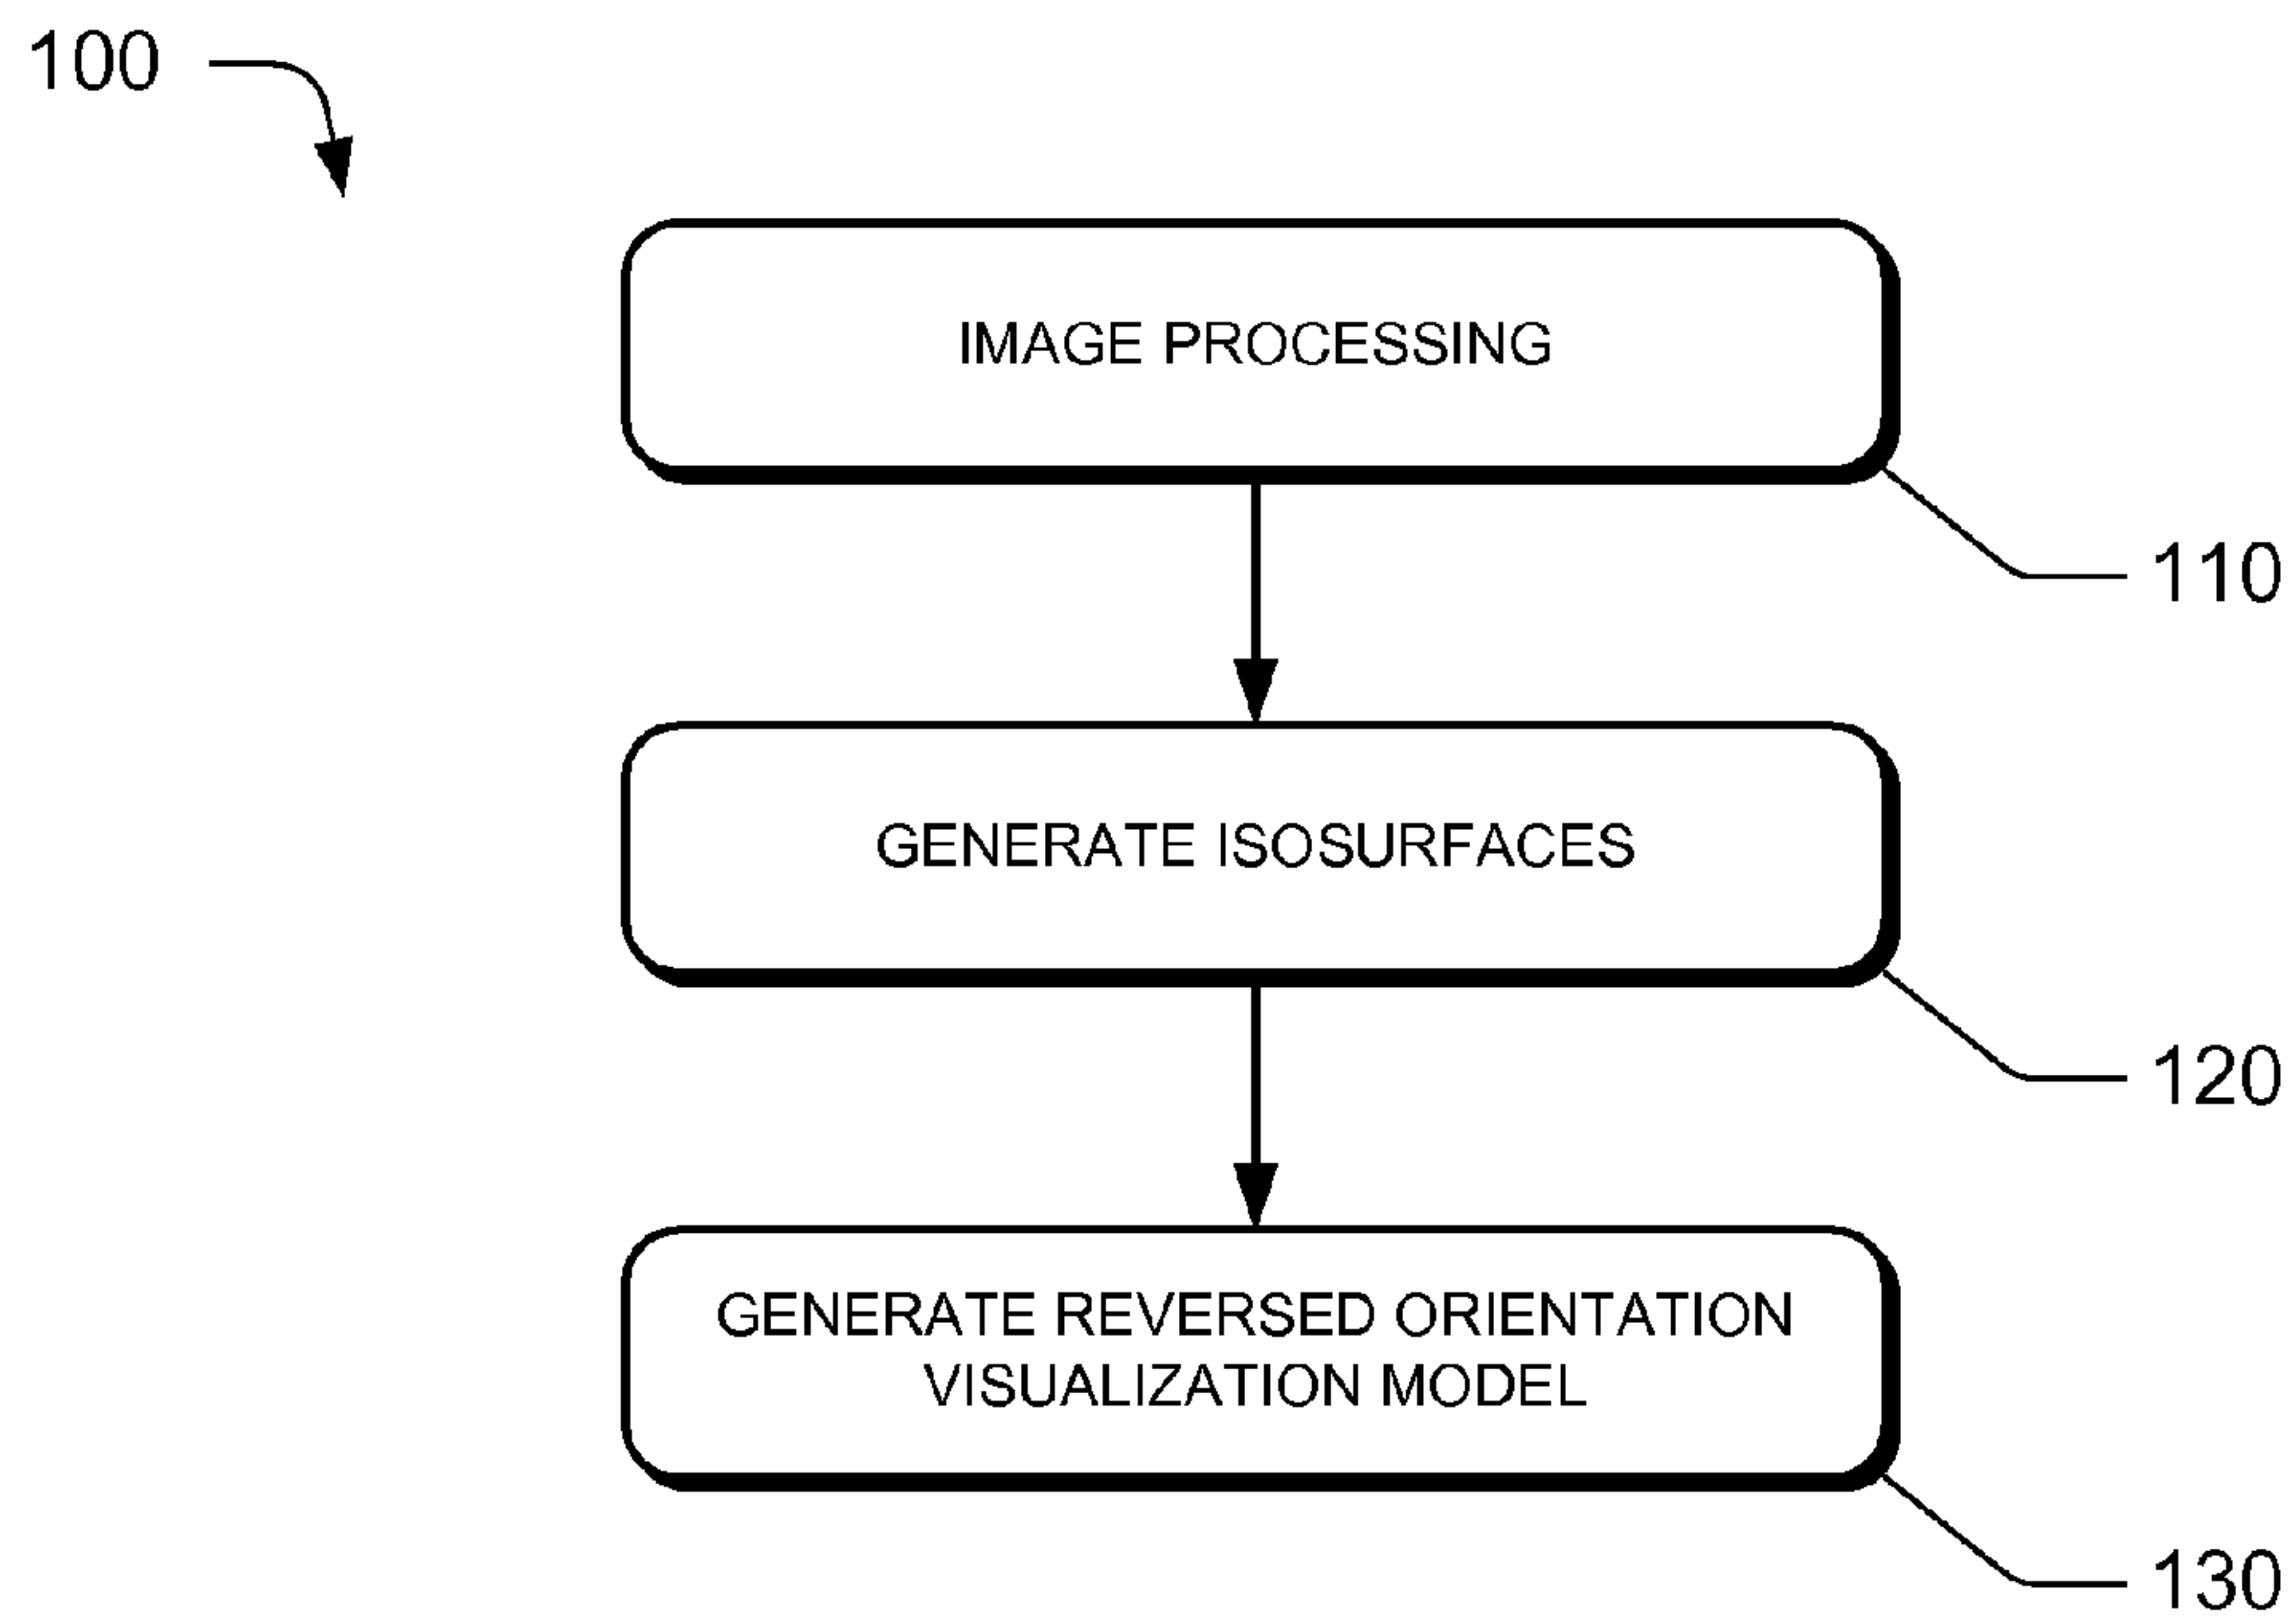 100
IMAGE PROCESSING
110
GENERATE ISOSURFACES
120
GENERATE REVERSED ORIENTATION
VISUALIZATION MODEL
130